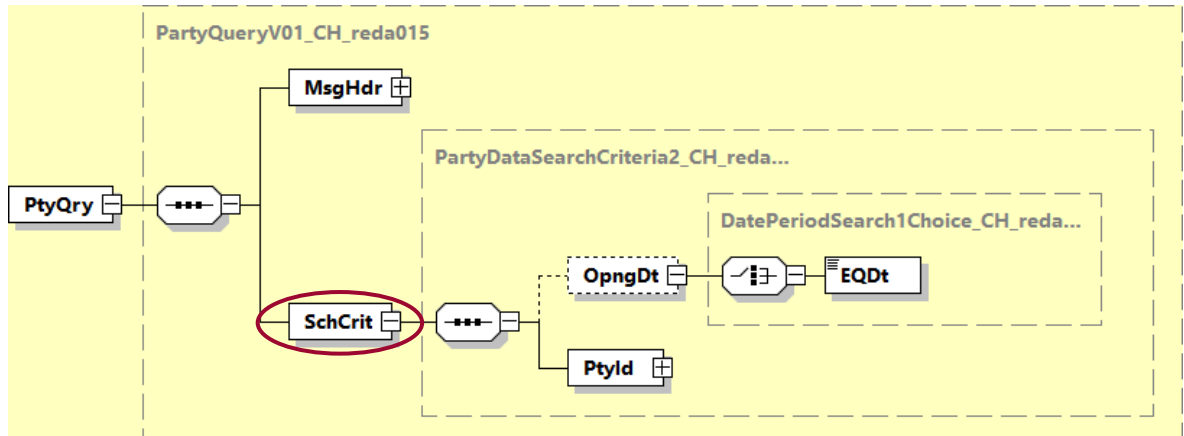 PartyQueryV01_CH_reda015
MsgHdr
PartyDataSearchCriteria2_CH_reda...
PtyQry
DatePeriodSearch1Choice_CH_reda...
OpngDt
EQDt
SchCrit
PtyId